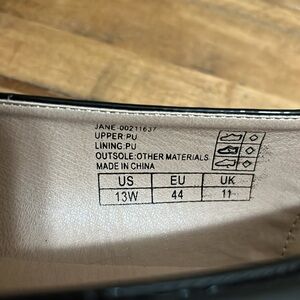 JANE-00211637
UPPER:PU
LINING:PU
OUTSOLE:OTHER MATERIALS
MADE IN CHINA
US EU UK
13W 44 11